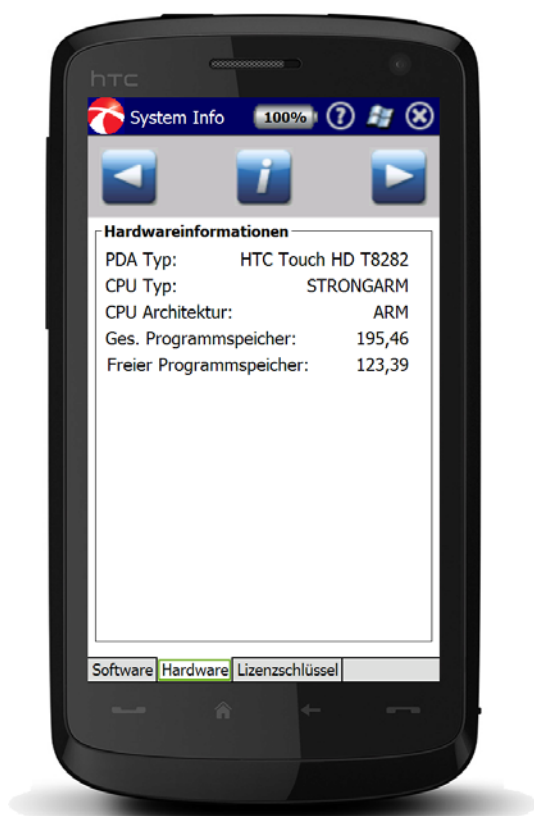 hTC
System Info 100% ?
i
Hardwareinformationen
PDA Typ: HTC Touch HD T8282
CPU Typ: STRONGARM
CPU Architektur: ARM
Ges. Programmspeicher: 195,46
Freier Programmspeicher: 123,39
Software Hardware Lizenzschlüssel